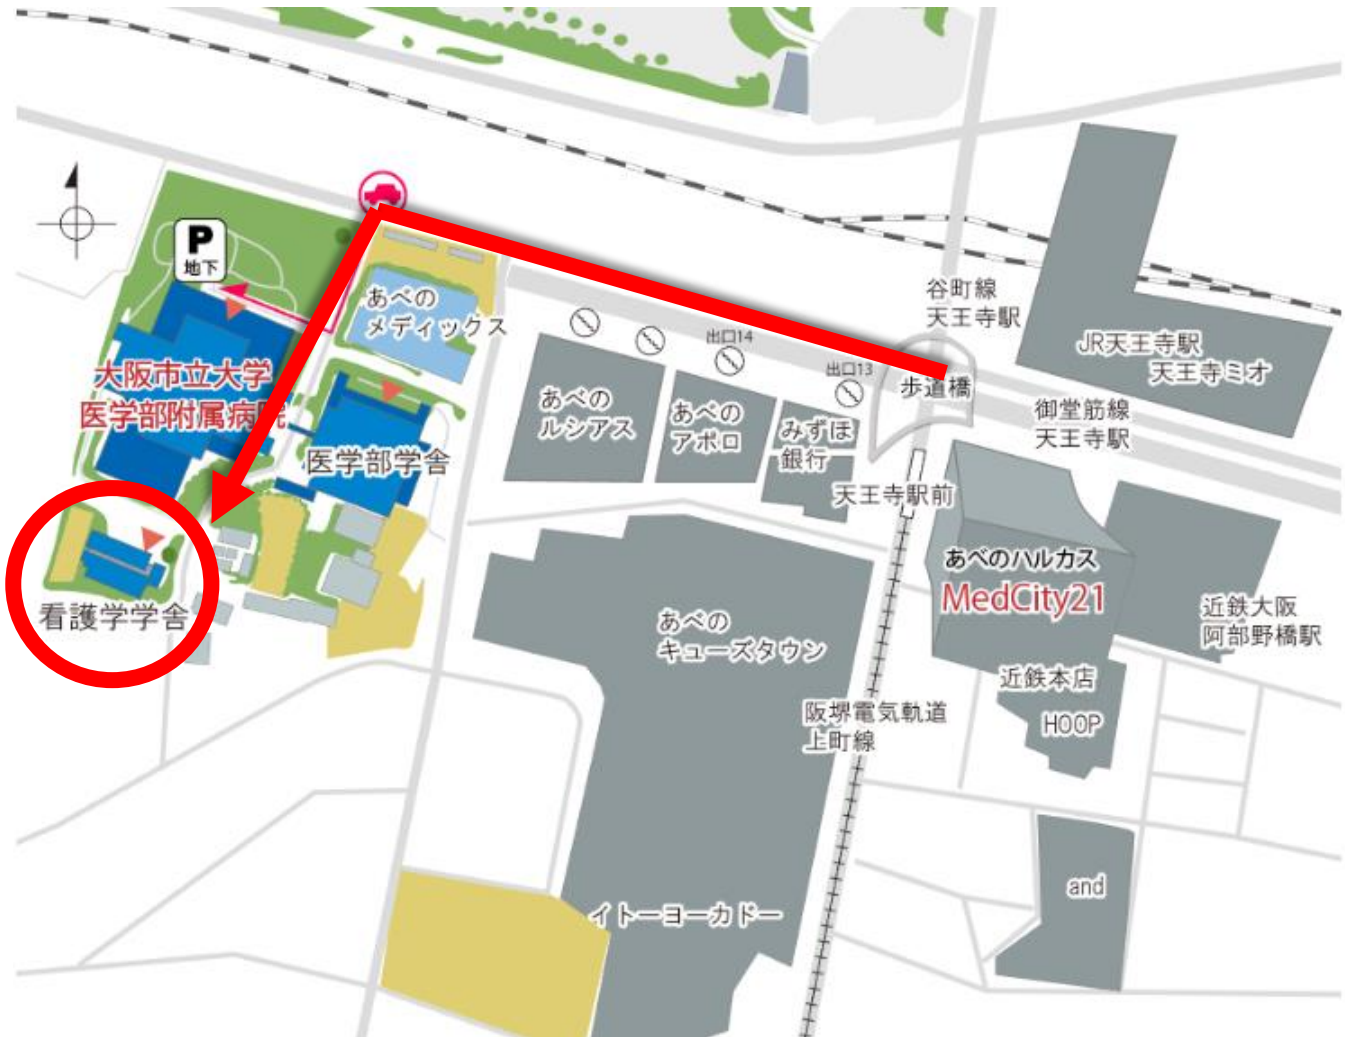 P
地下
あべの
メディックス
大阪市立大学
医学部附属病院
医学部学舎
看護学学舎
谷町線
天王寺駅
JR天王寺駅
天王寺ミオ
出口14
出口13
歩道橋
御堂筋線
天王寺駅
あべの
ルシアス
あべの
アポロ
みずほ
銀行
天王寺駅前
あべのハルカス
MedCity21
近鉄大阪
阿部野橋駅
あべの
キューズタウン
近鉄本店
HOOP
阪堺電気軌道
上町線
and
イトーヨーカドー